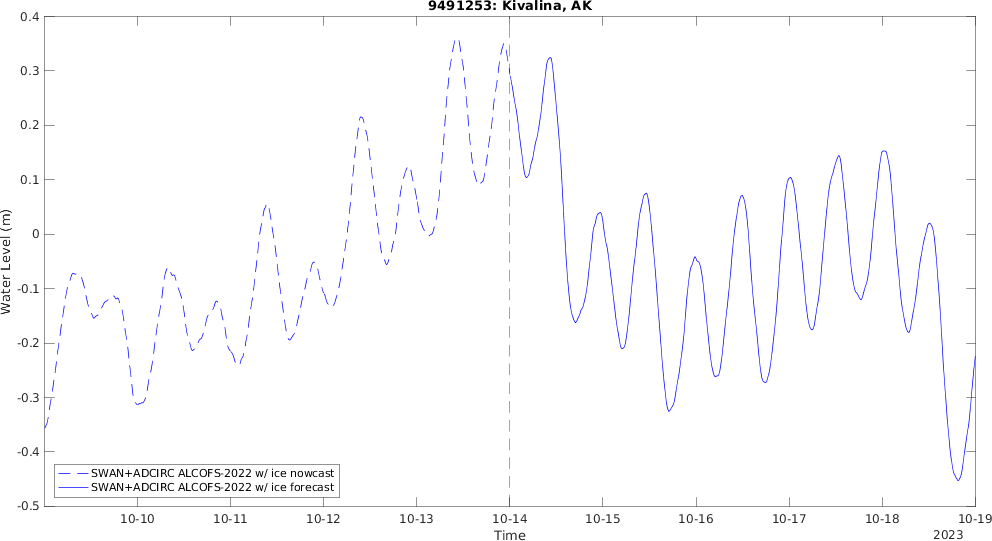 9491253: Kivalina, AK
0.4
0.3
0.2
0.1
0
-0.1
-0.2
-0.3
-0.4
-0.5
Water Level (m)
SWAN+ADCIRC ALCOFS-2022 w/ ice nowcast
SWAN+ADCIRC ALCOFS-2022 w/ ice forecast
10-10 10-11 10-12 10-13 10-14 10-15 10-16 10-17 10-18 10-19
Time
2023